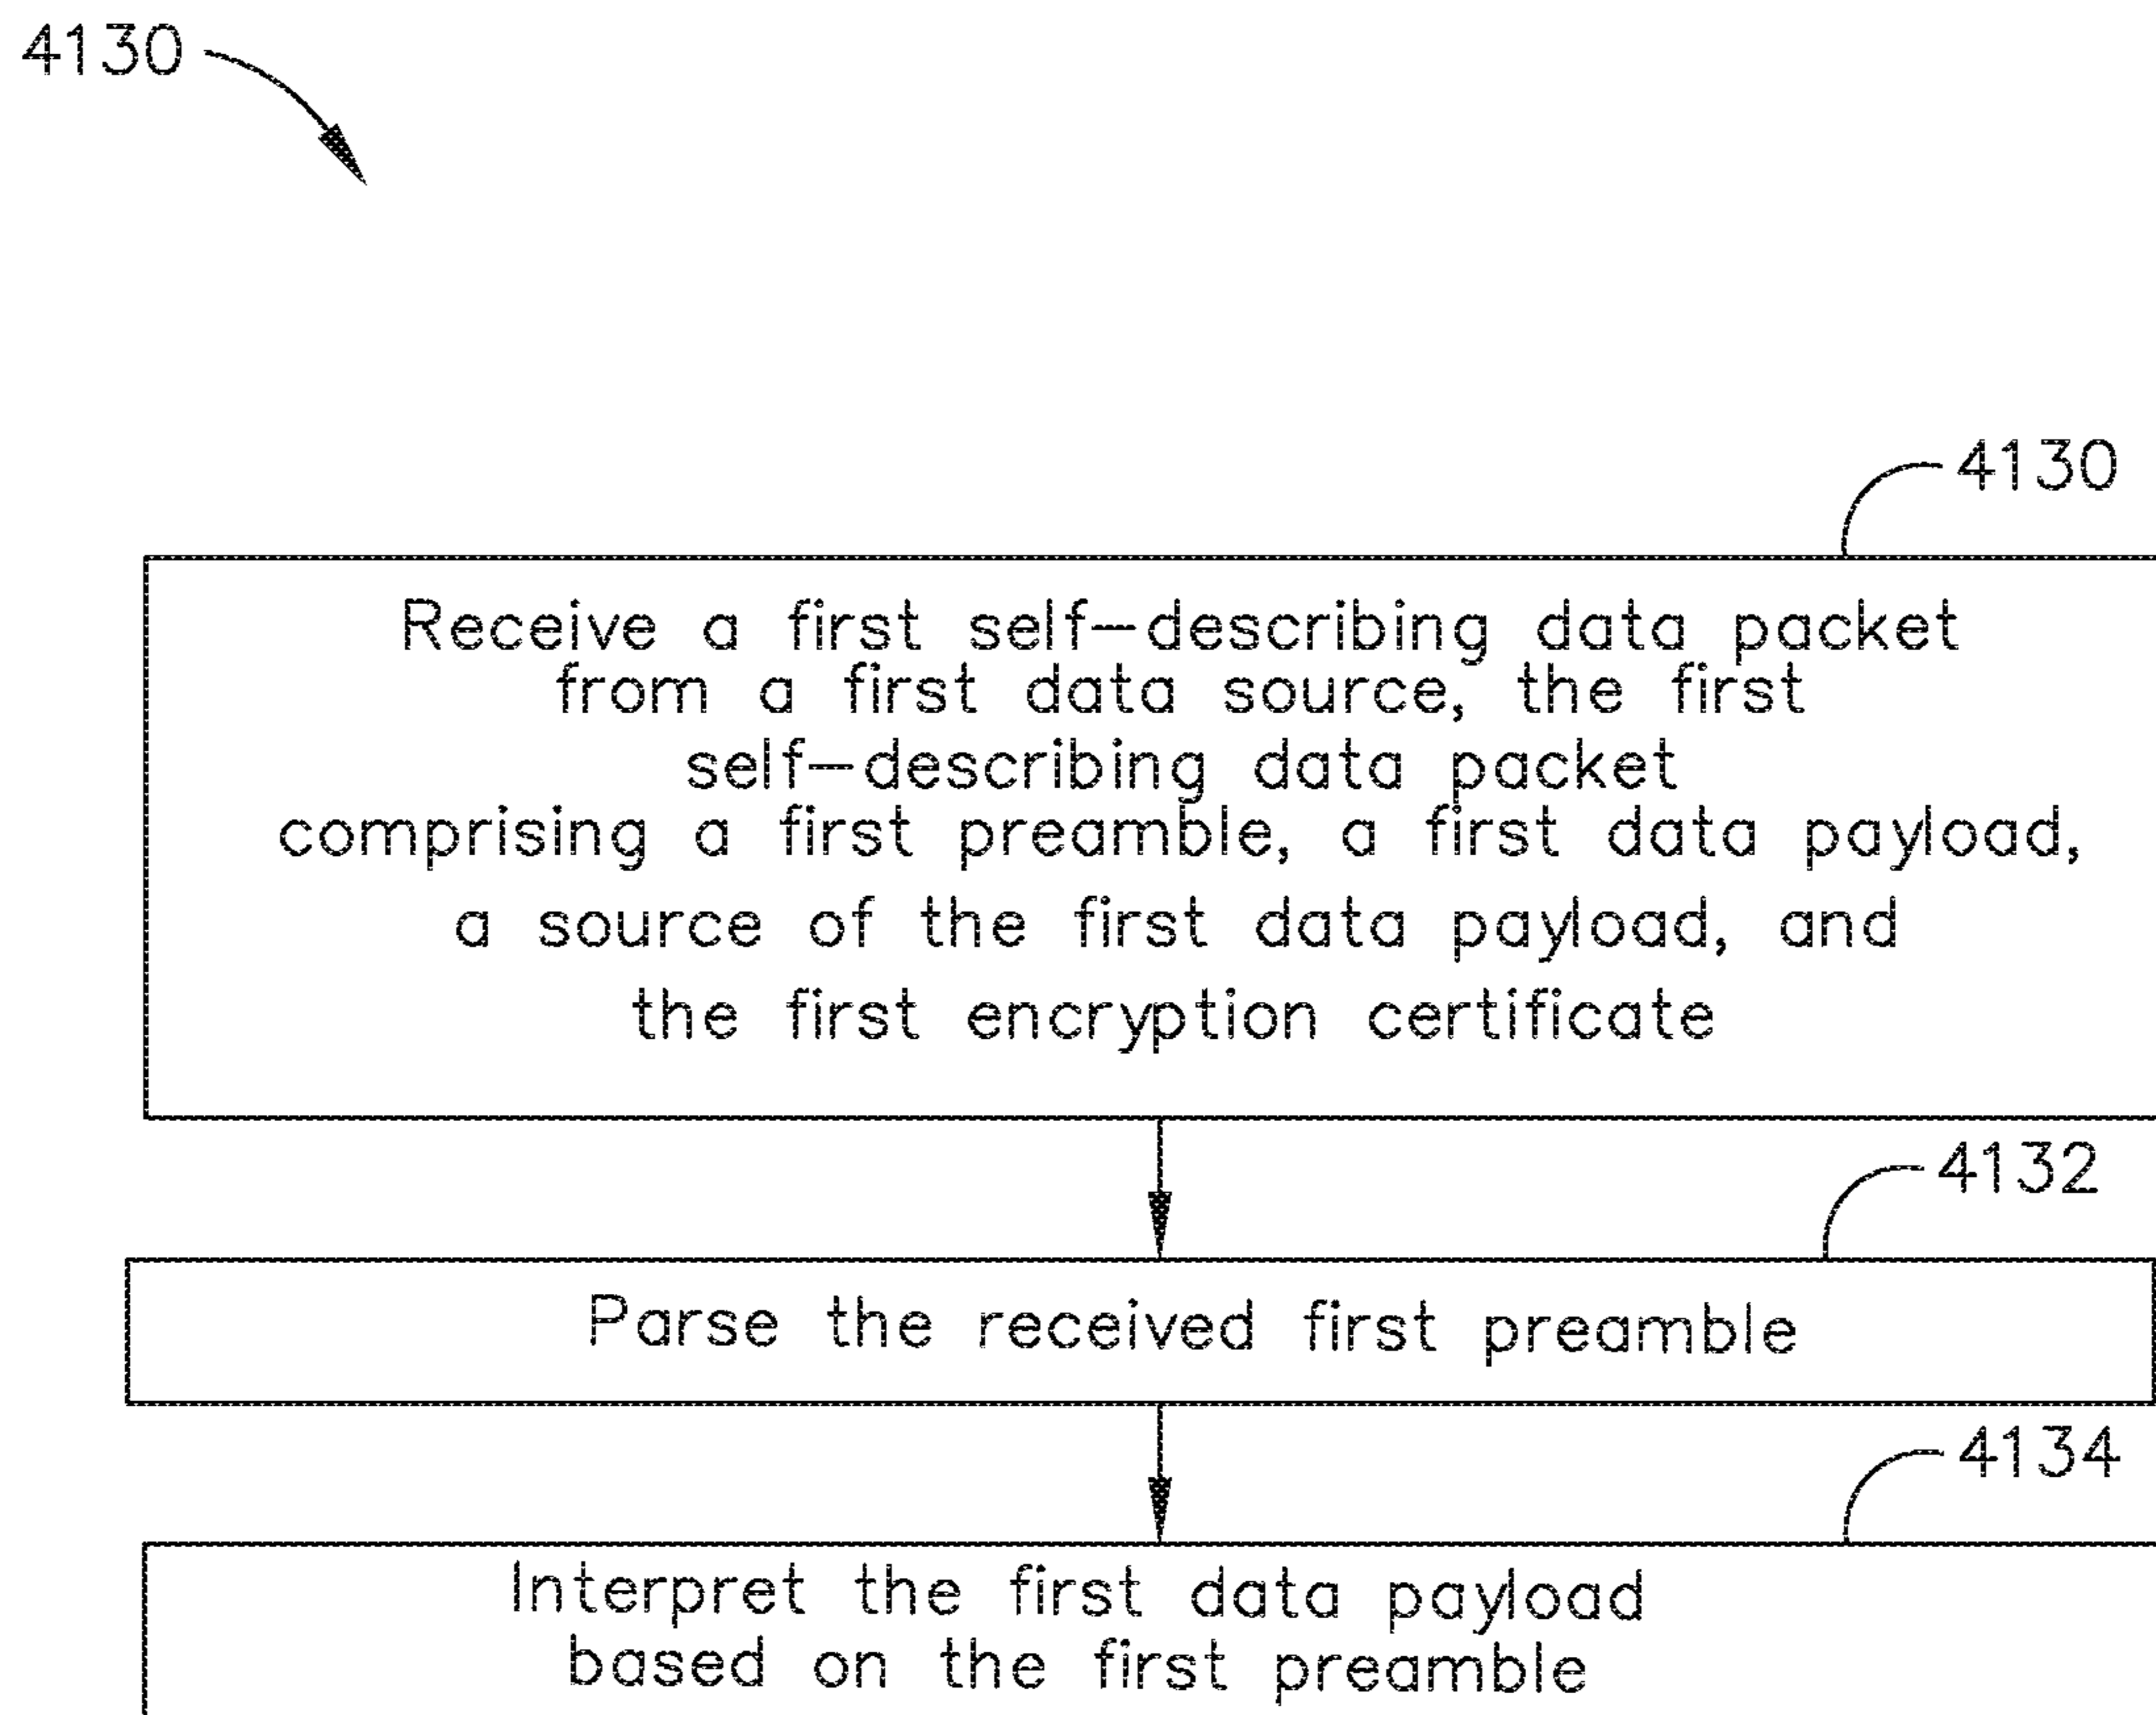 4130
4130
Receive a first self-describing data packet
from a first data source, the first
self-describing data packet
comprising a first preamble, a first data payload,
a source of the first data payload, and
the first encryption certificate
4132
Parse the received first preamble
4134
Interpret the first data payload
based on the first preamble